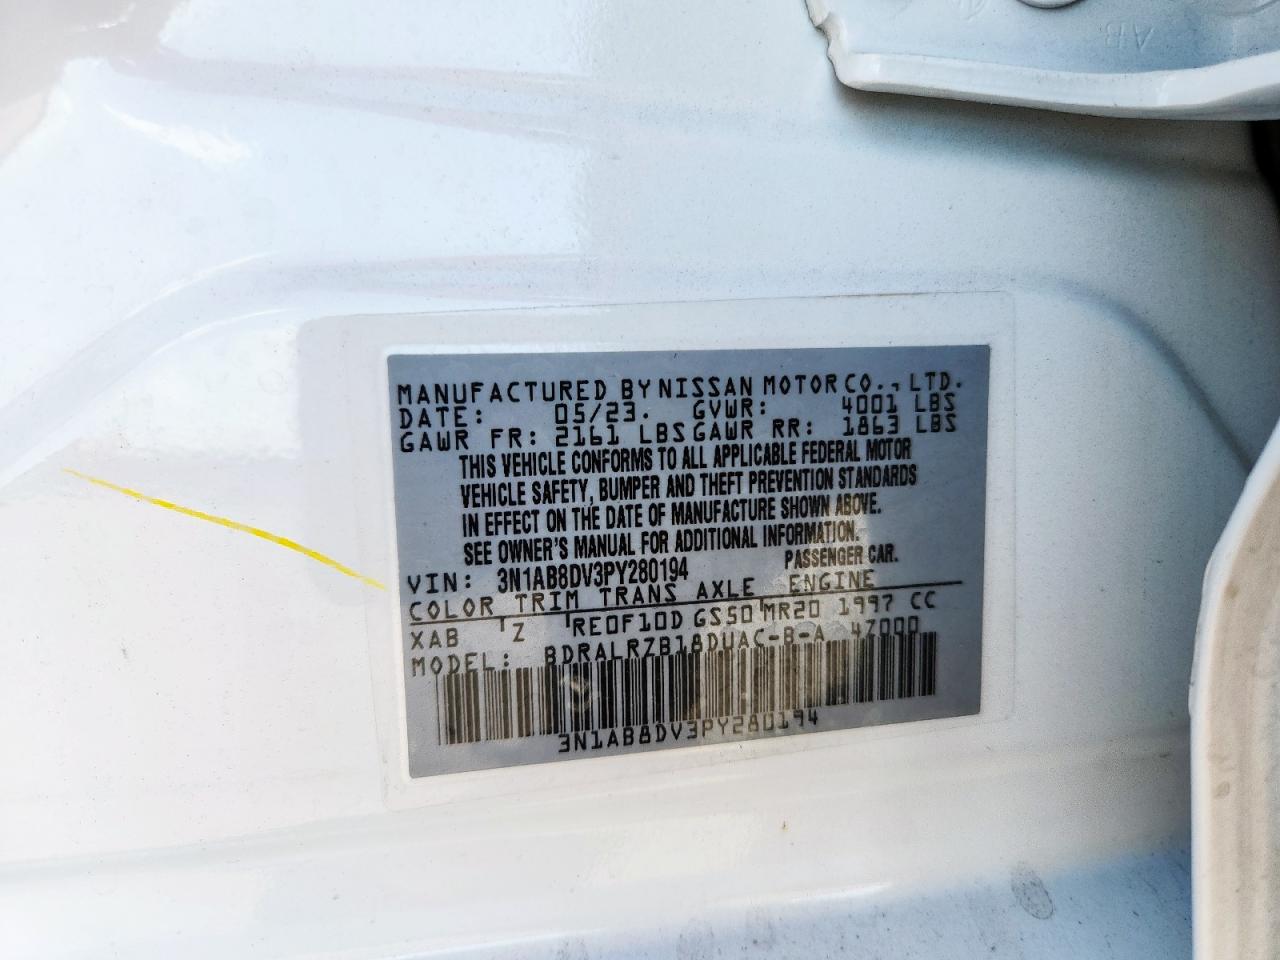 MANUFACTURED BY NISSAN MOTOR CO., LTD.
DATE: 05/23. GVWR: 4001 LBS
GAWR FR: 2161 LBS GAWR RR: 1863 LBS
THIS VEHICLE CONFORMS TO ALL APPLICABLE FEDERAL MOTOR
VEHICLE SAFETY, BUMPER AND THEFT PREVENTION STANDARDS
IN EFFECT ON THE DATE OF MANUFACTURE SHOWN ABOVE.
SEE OWNER'S MANUAL FOR ADDITIONAL INFORMATION.
VIN: 3N1AB8DV3PY280194 PASSENGER CAR.
COLOR TRIM TRANS AXLE ENGINE
XAB Z RE0F10D GS50 MR20 1997 CC
MODEL: BDRALRZB18DUAC-B-A 4Z000
3N1AB8DV3PY280194